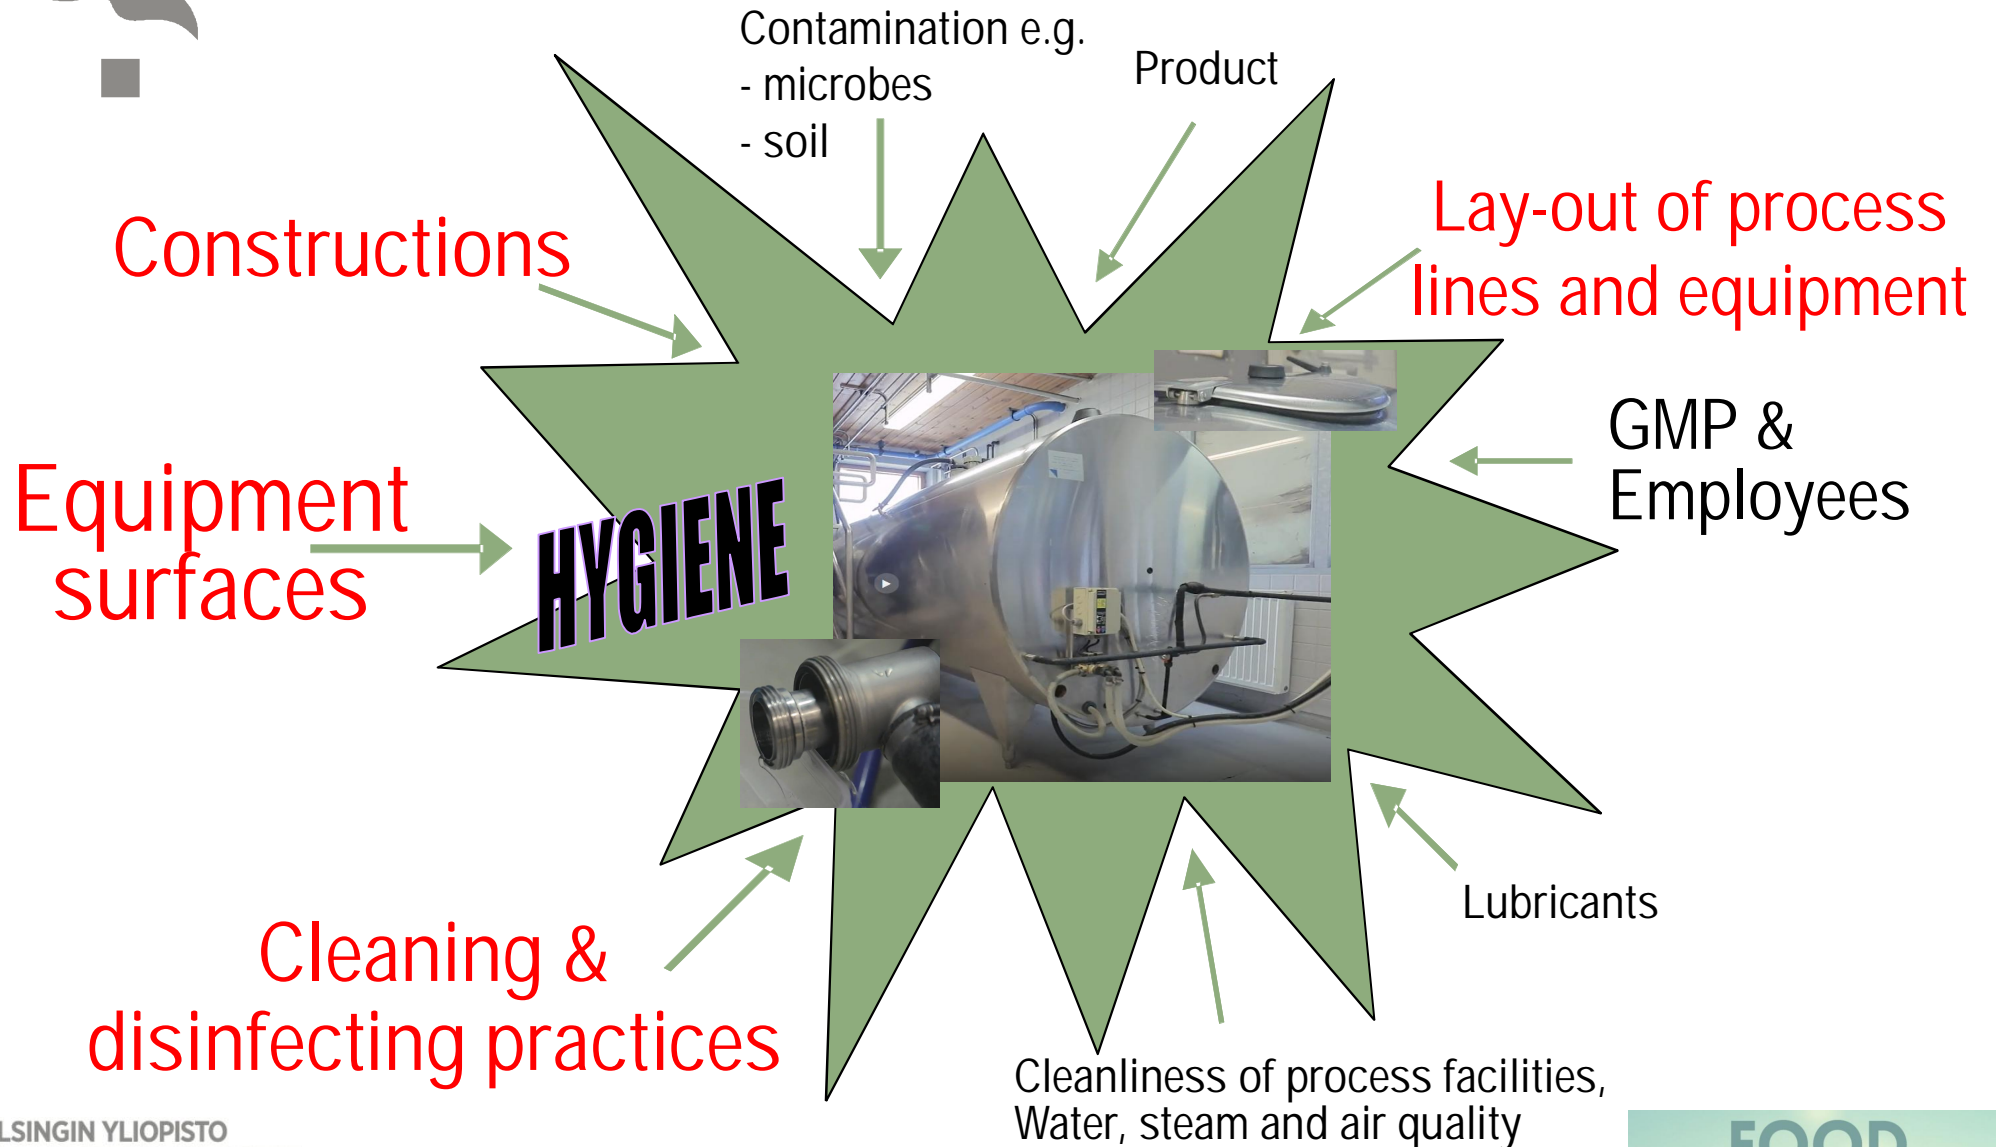 Contamination e.g.
- microbes
- soil
Product
Constructions
Lay-out of process
lines and equipment
GMP &
Employees
Equipment
surfaces
HYGIENE
Lubricants
Cleaning &
disinfecting practices
Cleanliness of process facilities,
Water, steam and air quality
LSINGIN YLIOPISTO
FOOD